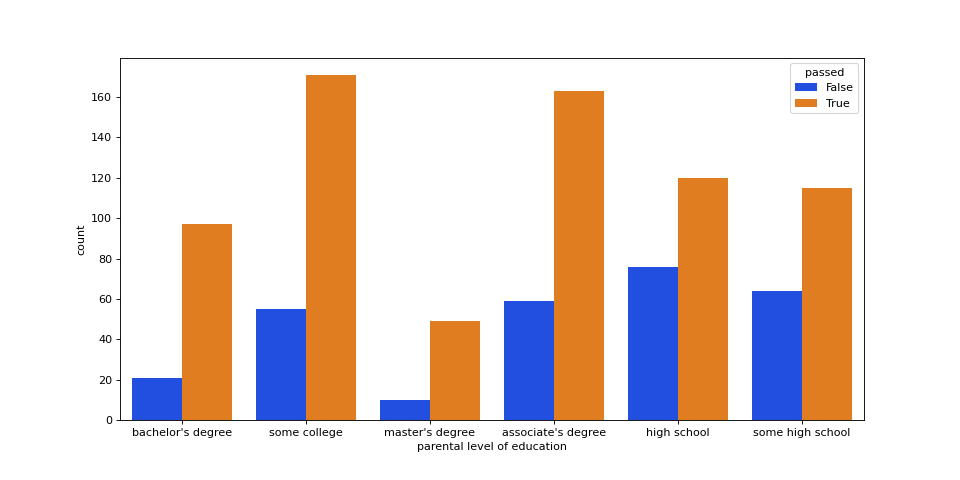 passed
False
True
160
140
120
100
80
60
40
20
0
count
bachelor's degree
some college
master's degree
associate's degree
high school
some high school
parental level of education